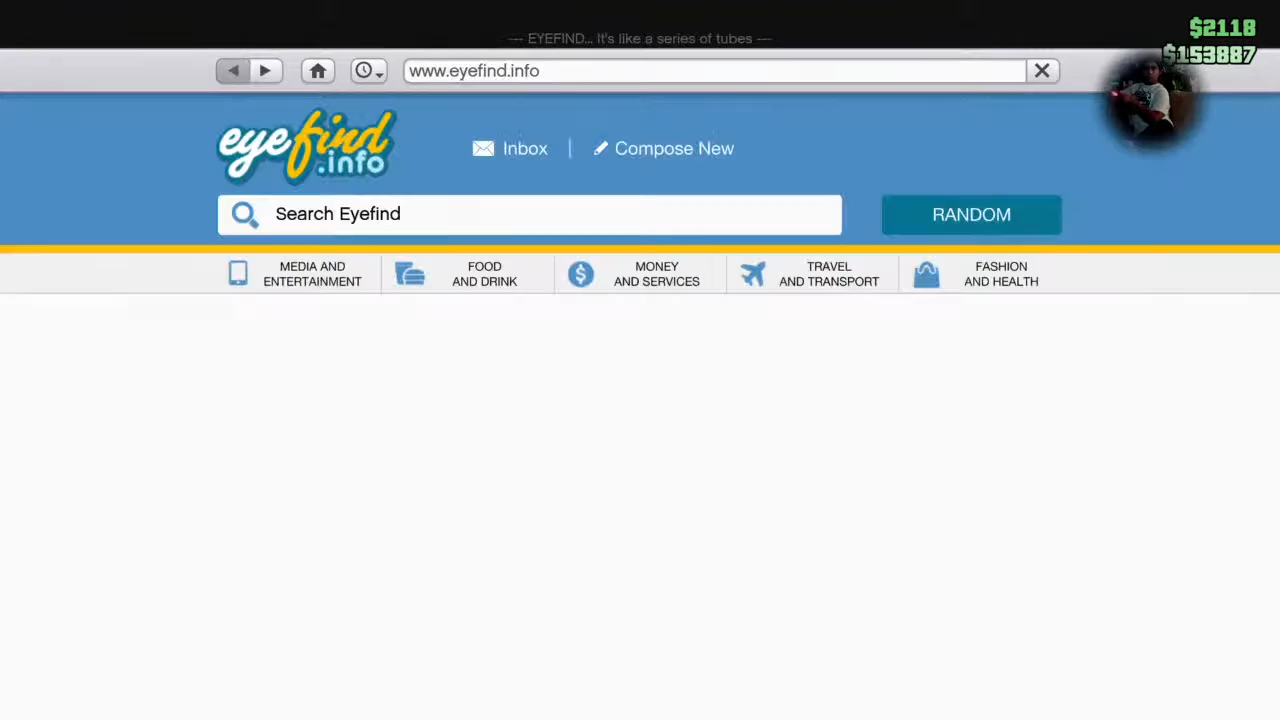 --- EYEFIND... It's like a series of tubes ---
$2118
$153887
www.eyefind.info
eyefind.info
Inbox
Compose New
Search Eyefind
RANDOM
MEDIA AND
ENTERTAINMENT
FOOD
AND DRINK
MONEY
AND SERVICES
TRAVEL
AND TRANSPORT
FASHION
AND HEALTH